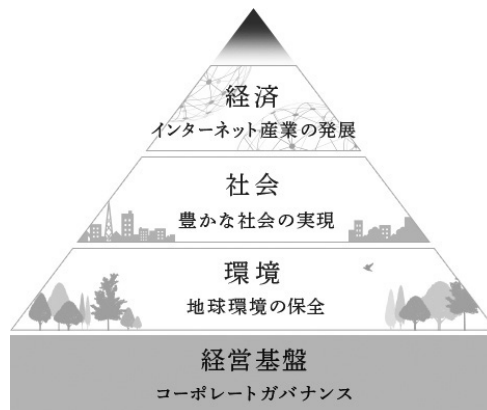 経済
インターネット産業の発展
社会
豊かな社会の実現
環境
地球環境の保全
経営基盤
コーポレートガバナンス